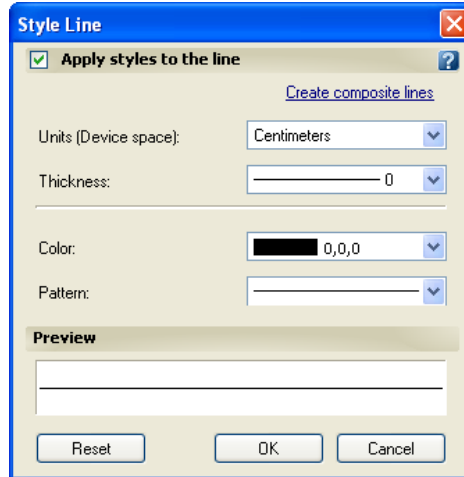 Style Line
Apply styles to the line
Create composite lines
Units (Device space): Centimeters
Thickness: 0
Color: 0,0,0
Pattern:
Preview
Reset OK Cancel